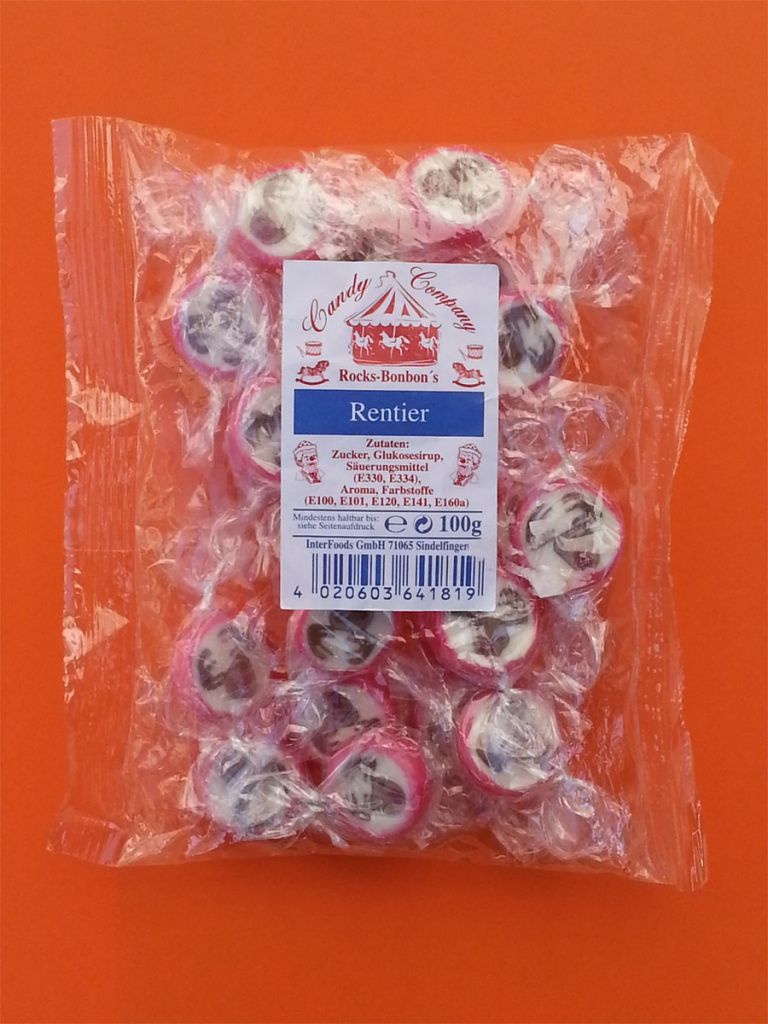 Candy Company
Rocks-Bonbon´s
Rentier
Zutaten:
Zucker, Glukosesirup,
Säuerungsmittel
(E330, E334),
Aroma, Farbstoffe
(E100, E101, E120, E141, E160a)
Mindestens haltbar bis:
siehe Seitenaufdruck
e 100g
InterFoods GmbH 71065 Sindelfinger
4 020603 641819